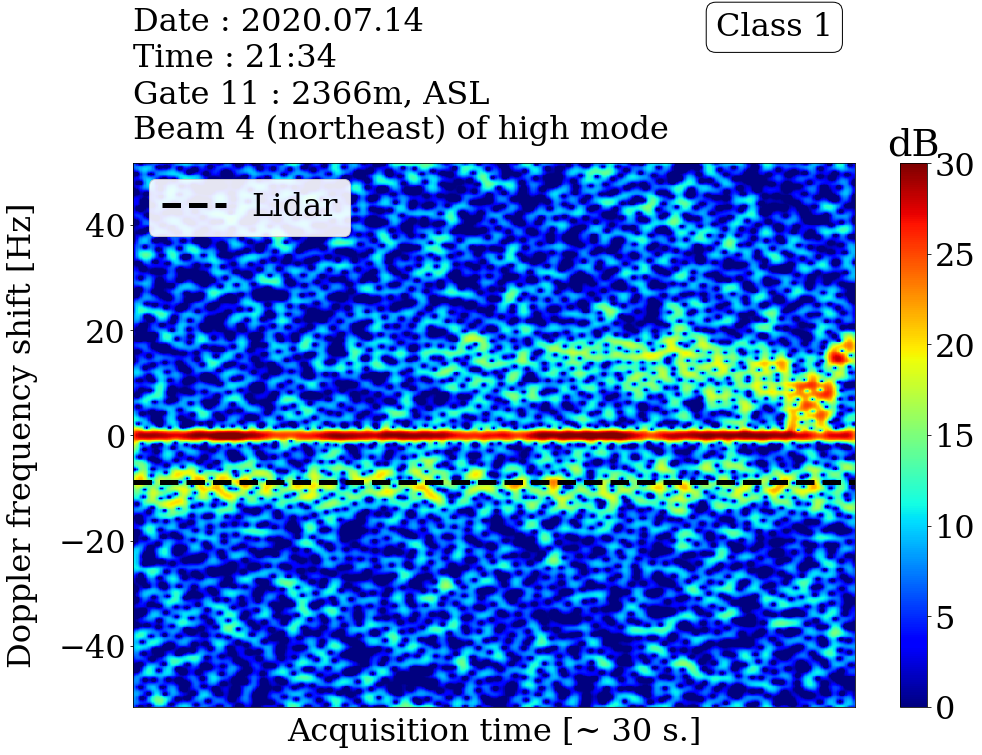 Date : 2020.07.14
Time : 21:34
Gate 11 : 2366m, ASL
Beam 4 (northeast) of high mode
Class 1
dB
Lidar
Doppler frequency shift [Hz]
40
20
0
−20
−40
Acquisition time [~ 30 s.]
30
25
20
15
10
5
0